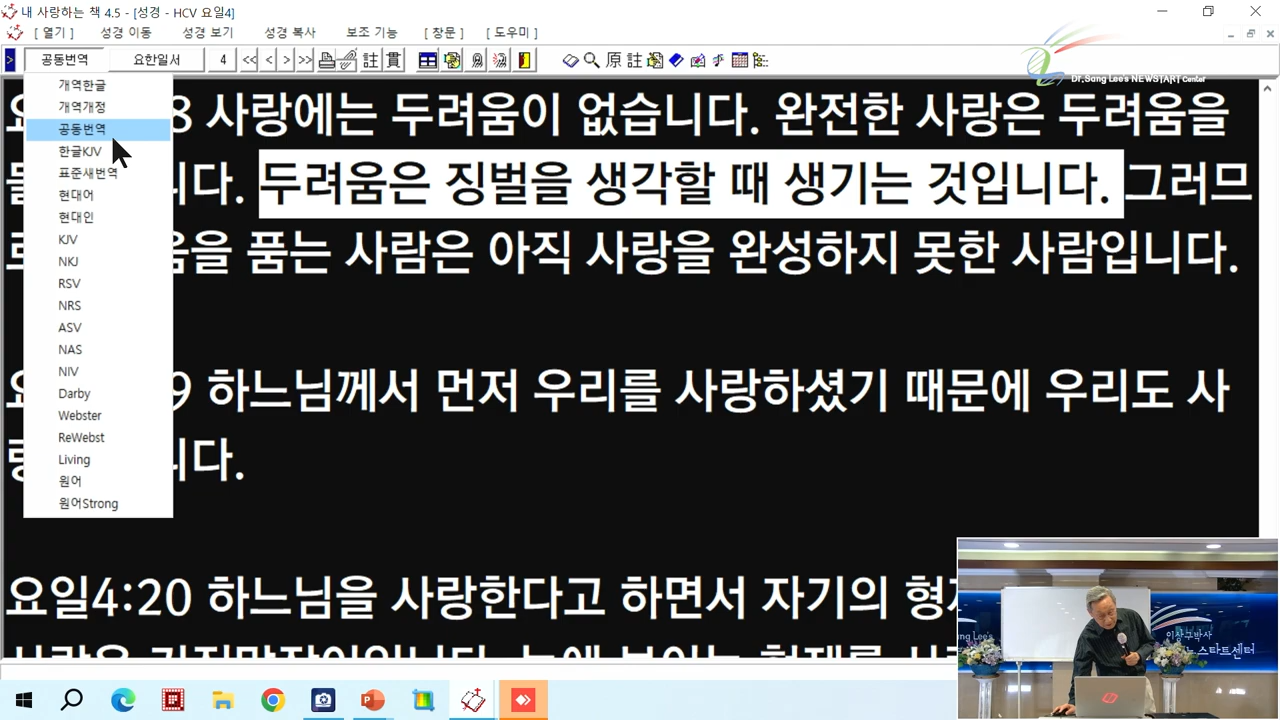 내 사랑하는 책 4.5 - [성경 - HCV 요일4]
[ 열기 ] 성경 이동 성경 보기 성경 복사 보조 기능 [ 창문 ] [ 도우미 ]
> 공동번역 요한일서 4 << < > >> 註 貫 原 註
Dr.Sang Lee's NEWSTART Center
개역한글
개역개정
공동번역
한글KJV
표준새번역
현대어
현대인
KJV
NKJ
RSV
NRS
ASV
NAS
NIV
Darby
Webster
ReWebst
Living
원어
원어Strong
8 사랑에는 두려움이 없습니다. 완전한 사랑은 두려움을
니다. 두려움은 징벌을 생각할 때 생기는 것입니다. 그러므
음을 품는 사람은 아직 사랑을 완성하지 못한 사람입니다.
9 하느님께서 먼저 우리를 사랑하셨기 때문에 우리도 사
니다.
요일4:20 하느님을 사랑한다고 하면서 자기의
이상구박사
스타트센터